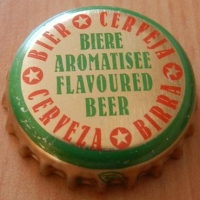 BIER CERVEJA
BIRRA CERVEZA
BIERE
AROMATISEE
FLAVOURED
BEER